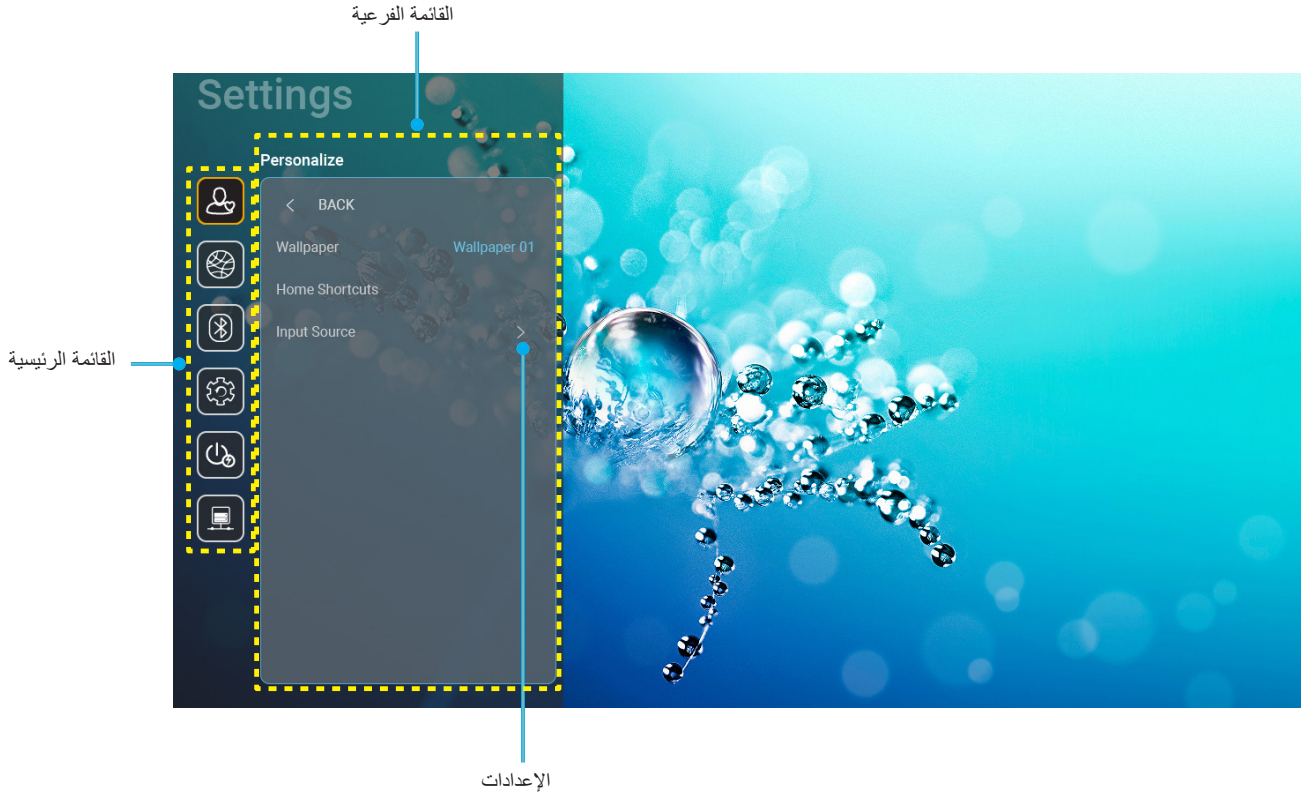 القائمة الفرعية
Settings
Personalize
BACK
Wallpaper Wallpaper 01
Home Shortcuts
Input Source
القائمة الرئيسية
الإعدادات